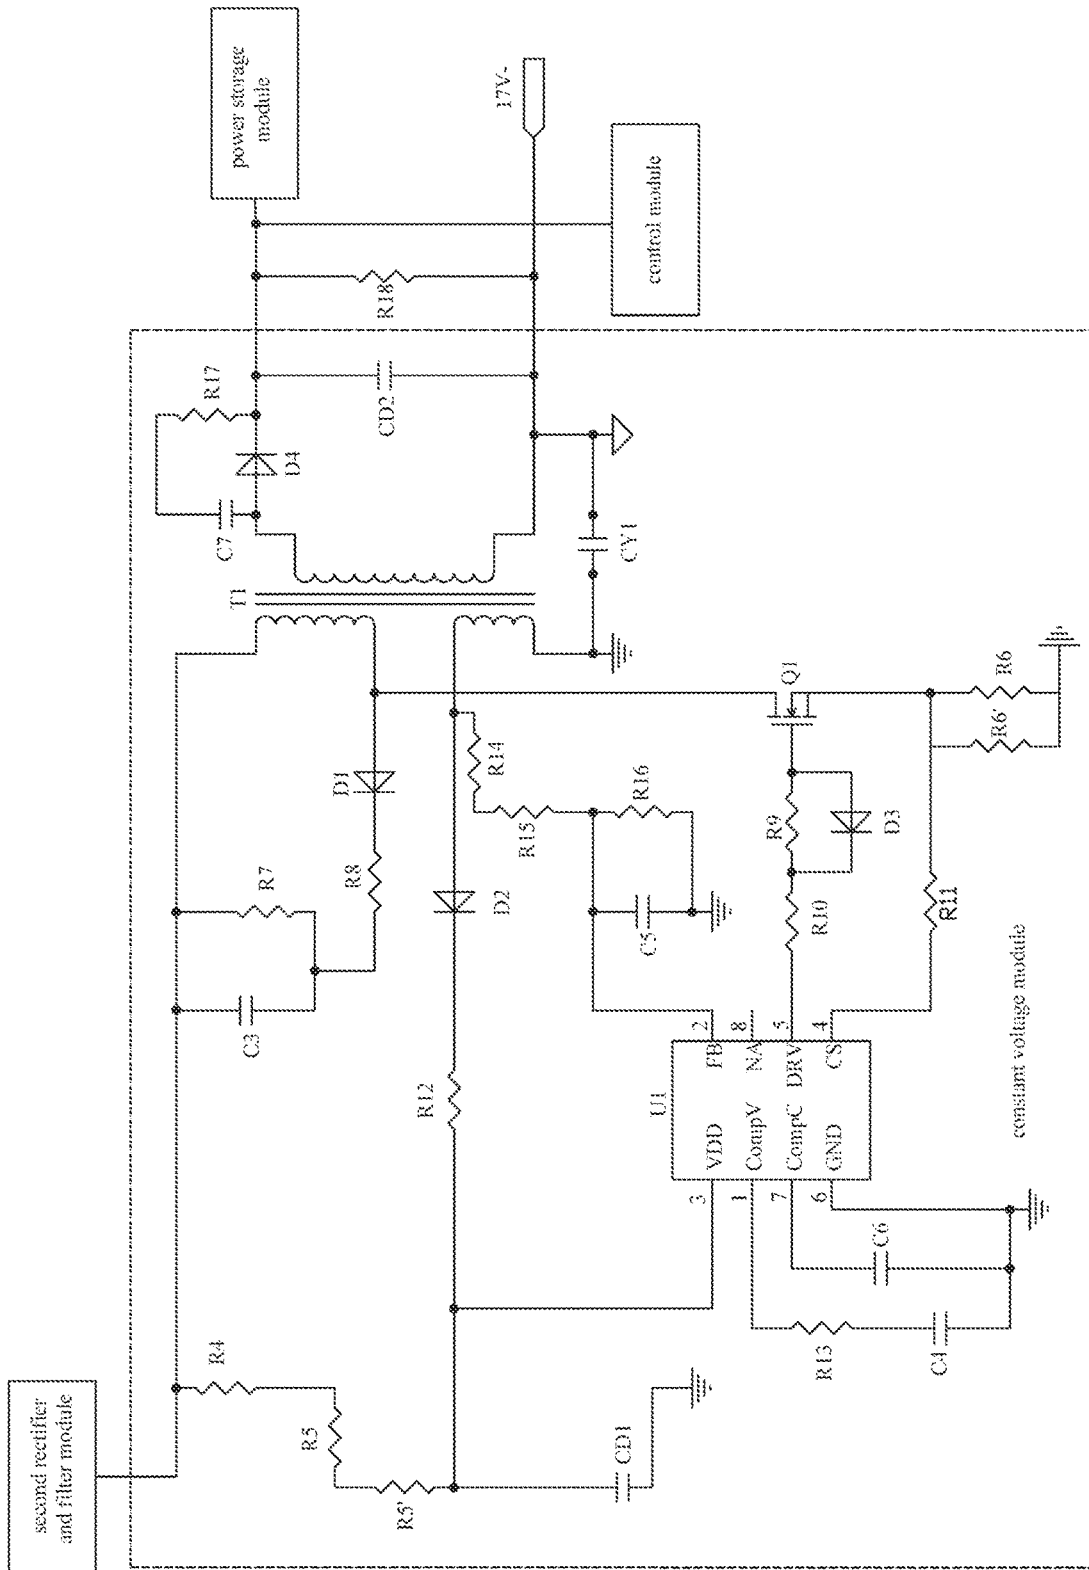 second rectifier
and filter module
power storage
module
17V-
control module
constant voltage module
R4
R5
R5'
CD1
C3
R7
R8
D1
T1
C7
R17
D4
CD2
R18
CY1
R12
D2
R14
R15
R16
C5
Q1
R9
D3
R10
R6
R6'
R11
U1
3
VDD
1
CompV
7
CompC
6
GND
FB
2
NA
8
DRV
5
CS
4
C6
R13
C4